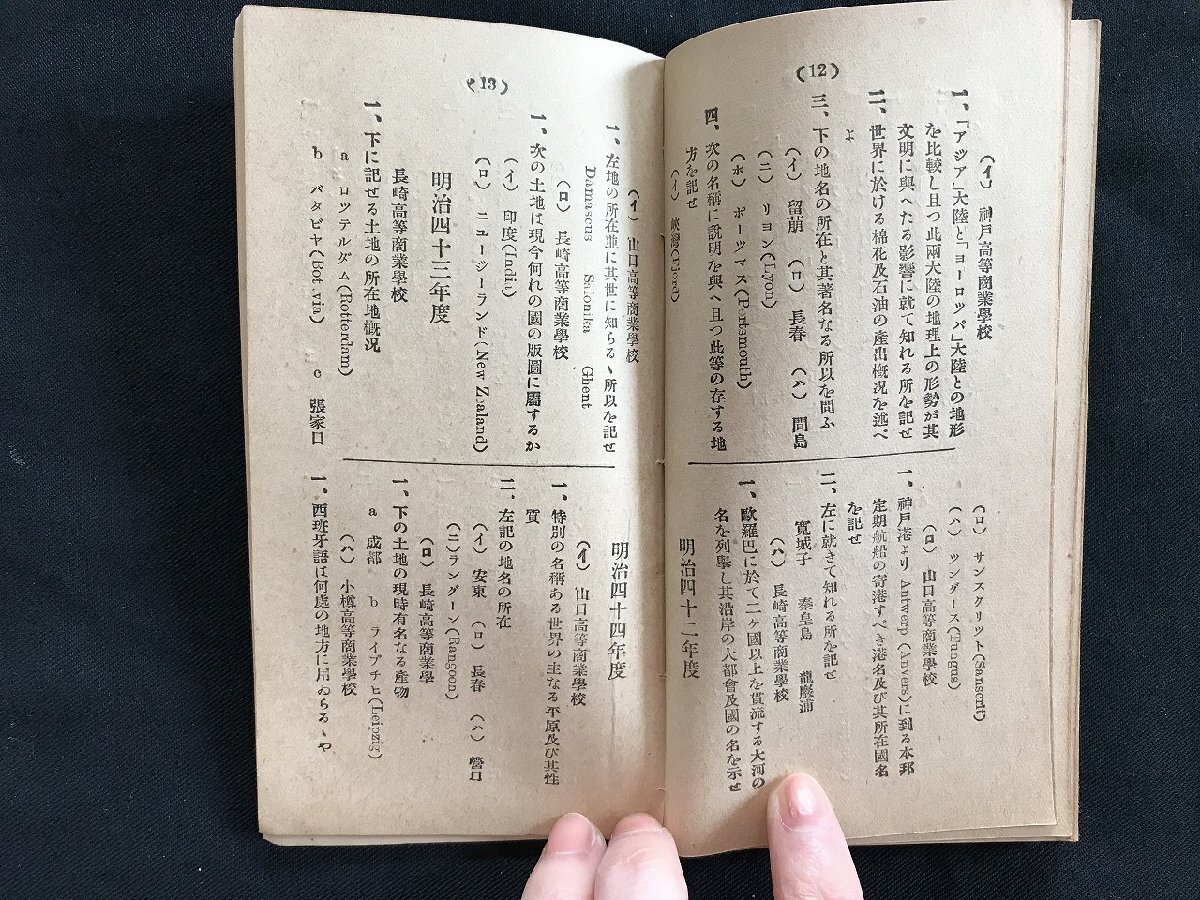 (12)
(イ) 神戸高等商業學校
一、「アジア」大陸と「ヨーロツパ」大陸との地形
を比較し且つ此兩大陸の地理上の形勢が其
文明に與へたる影響に就て知れる所を記せ
二、世界に於ける棉花及石油の産出概況を述べ
よ
三、下の地名の所在と其著名なる所以を問ふ
(イ) 留崩 (ロ) 長春 (ハ) 間島
(ニ) リヨン(Lyon)
(ホ) ポーツマス(Portsmouth)
四、次の名稱に説明を與へ且つ此等の存する地
方を記せ
(イ) 峽灣(Fjord)
(ロ) サンスクリツト(Sanscrit)
(ハ) ツンダース(Tungus)
(ロ) 山口高等商業學校
一、神戸港より Antwerp (Anvers)に到る本邦
定期航船の寄港すべき港名及び其所在國名
を記せ
二、左に就きて知れる所を記せ
寛城子 秦皇島 龍巖浦
(ハ) 長崎高等商業學校
一、歐羅巴に於て二ケ國以上を貫流する大河の
名を列擧し其沿岸の大都會及國の名を示せ
明治四十二年度
(13)
(イ) 山口高等商業學校
一、左地の所在並に其世に知らるゝ所以を記せ
Damascus Salonika Ghent
(ロ) 長崎高等商業學校
一、次の土地は現今何れの國の版圖に屬するか
(イ) 印度(India)
(ロ) ニュージーランド(New Zealand)
明治四十三年度
長崎高等商業學校
一、下に記せる土地の所在地概況
a ロツテルダム(Rotterdam)
b バタビヤ(Batavia) c 張家口
明治四十四年度
(イ) 山口高等商業學校
一、特別の名稱ある世界の主なる平原及び其性
質
二、左記の地名の所在
(イ) 安東 (ロ) 長春 (ハ) 營口
(ニ)ラングーン(Rangoon)
(ロ) 長崎高等商業學
一、下の土地の現時有名なる産物
a 成都 b ライプチヒ(Leipzig)
(ハ) 小樽高等商業學校
一、西班牙語は何處の地方に用ゐらるゝや